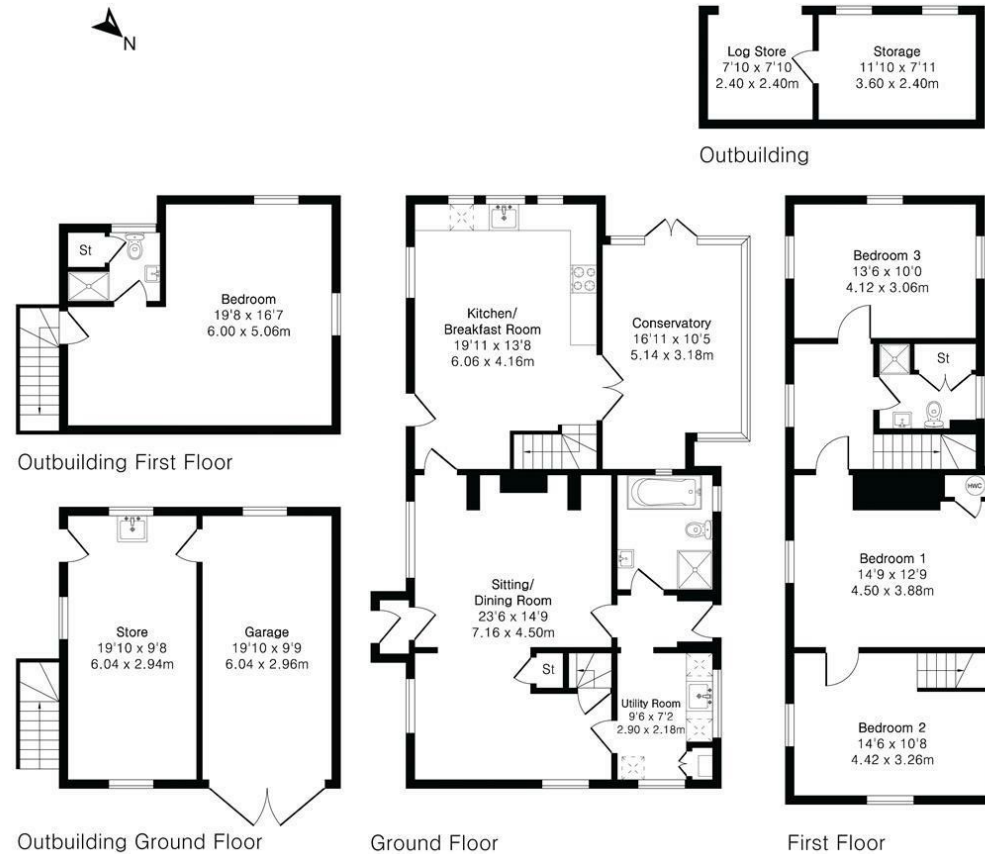 N
Log Store
7'10 x 7'10
2.40 x 2.40m
Storage
11'10 x 7'11
3.60 x 2.40m
Outbuilding
St
Bedroom
19'8 x 16'7
6.00 x 5.06m
Outbuilding First Floor
Kitchen/
Breakfast Room
19'11 x 13'8
6.06 x 4.16m
Conservatory
16'11 x 10'5
5.14 x 3.18m
Bedroom 3
13'6 x 10'0
4.12 x 3.06m
St
HWC
Bedroom 1
14'9 x 12'9
4.50 x 3.88m
Bedroom 2
14'6 x 10'8
4.42 x 3.26m
Store
19'10 x 9'8
6.04 x 2.94m
Garage
19'10 x 9'9
6.04 x 2.96m
Sitting/
Dining Room
23'6 x 14'9
7.16 x 4.50m
St
Utility Room
9'6 x 7'2
2.90 x 2.18m
Outbuilding Ground Floor
Ground Floor
First Floor